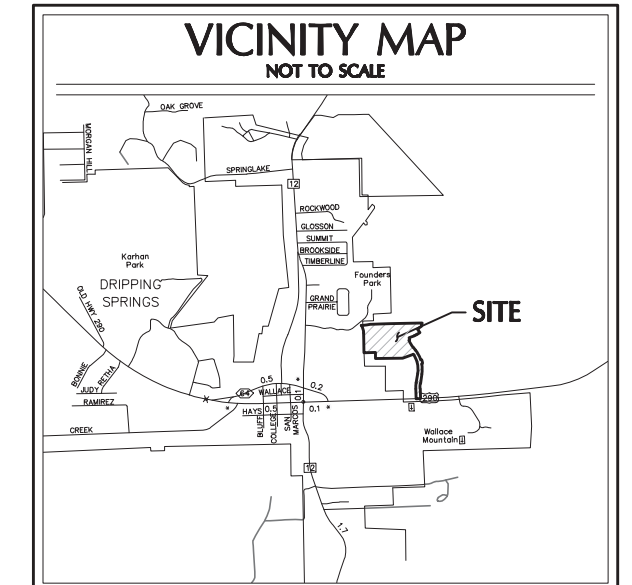 VICINITY MAP
NOT TO SCALE
OAK GROVE
MORGAN HILL
SPRINGLAKE
12
ROCKWOOD
GLOSSON
SUMMIT
BROOKSIDE
TIMBERLINE
Karhan
Park
DRIPPING
SPRINGS
Founders
Park
OLD HWY 290
GRAND
PRAIRIE
SITE
BONNIE
RETHA
JUDY
RAMIREZ
CREEK
0.5
0.2
64
WALLACE
0.1
290
HAYS
0.5
0.1
BLUFF
COLLEGE
SAN
MARCOS
Wallace
Mountain
12
1.7